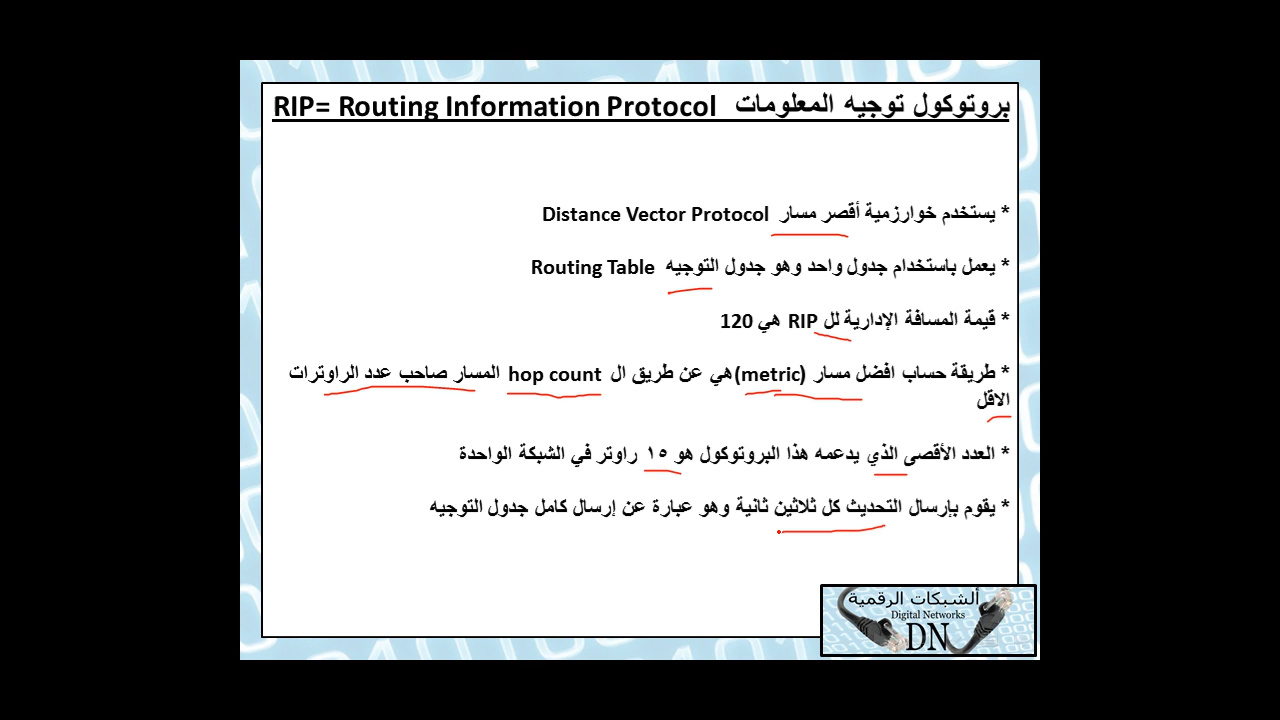 بروتوكول توجيه المعلومات RIP= Routing Information Protocol
* يستخدم خوارزمية أقصر مسار Distance Vector Protocol
* يعمل باستخدام جدول واحد وهو جدول التوجيه Routing Table
* قيمة المسافة الإدارية لل RIP هي 120
* طريقة حساب افضل مسار (metric) هي عن طريق ال hop count المسار صاحب عدد الراوترات
الاقل
* العدد الأقصى الذي يدعمه هذا البروتوكول هو ١٥ راوتر في الشبكة الواحدة
* يقوم بإرسال التحديث كل ثلاثين ثانية وهو عبارة عن إرسال كامل جدول التوجيه
ألشبكات الرقمية
Digital Networks
DN